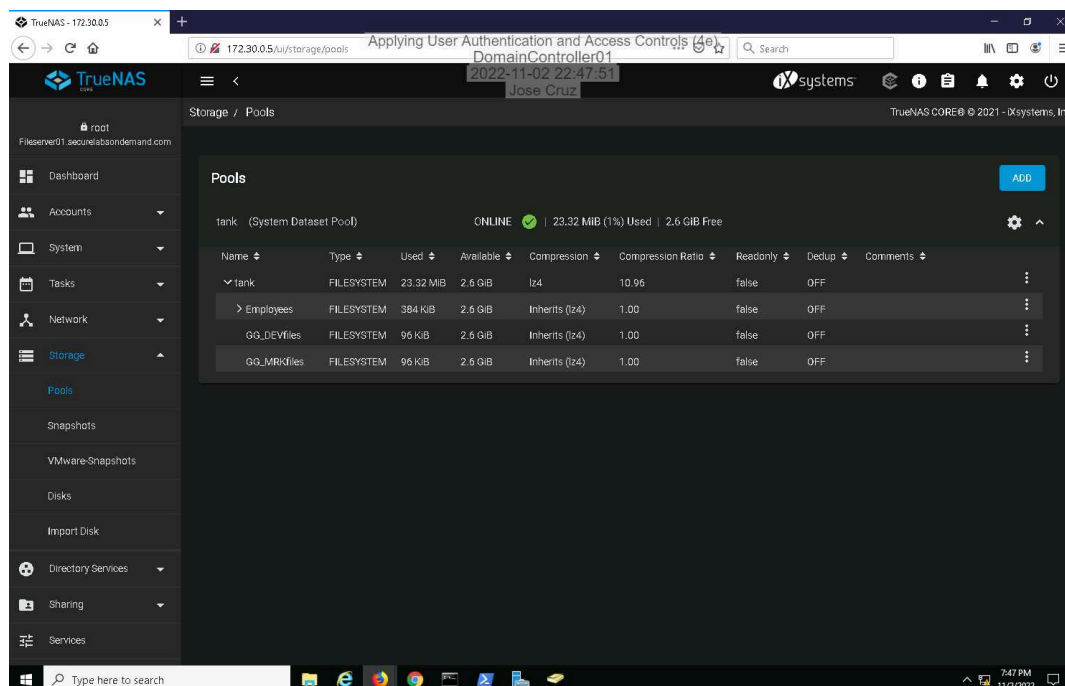 TrueNAS - 172.30.0.5
172.30.0.5/ui/storage/pools
Search
Applying User Authentication and Access Controls (4e)
DomainController01
2022-11-02 22:47:51
Jose Cruz
TrueNAS
CORE
systems
Storage / Pools
TrueNAS CORE® © 2021 - iXsystems, In
root
Fileserver01.securelabsondemand.com
Dashboard
Accounts
System
Tasks
Network
Storage
Pools
Snapshots
VMware-Snapshots
Disks
Import Disk
Directory Services
Sharing
Services
Pools
ADD
tank (System Dataset Pool) ONLINE | 23.32 MiB (1%) Used | 2.6 GiB Free
Name Type Used Available Compression Compression Ratio Readonly Dedup Comments
tank FILESYSTEM 23.32 MiB 2.6 GiB lz4 10.96 false OFF
Employees FILESYSTEM 384 KiB 2.6 GiB Inherits (lz4) 1.00 false OFF
GG_DEVfiles FILESYSTEM 96 KiB 2.6 GiB Inherits (lz4) 1.00 false OFF
GG_MRKfiles FILESYSTEM 96 KiB 2.6 GiB Inherits (lz4) 1.00 false OFF
Type here to search
7:47 PM
11/2/2022